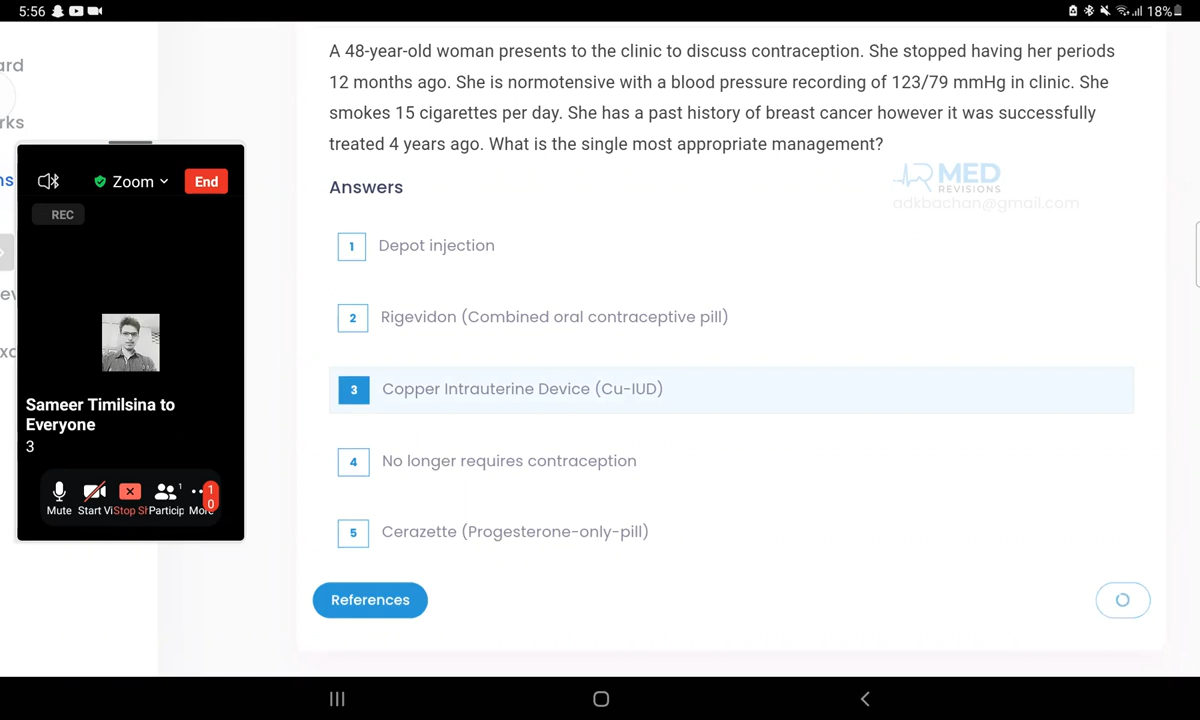 5:56
18%
ard
rks
ns
ev
xc
Zoom
End
REC
Sameer Timilsina to
Everyone
3
1
1
0
Mute Start Vi Stop Sh Particip More
A 48-year-old woman presents to the clinic to discuss contraception. She stopped having her periods
12 months ago. She is normotensive with a blood pressure recording of 123/79 mmHg in clinic. She
smokes 15 cigarettes per day. She has a past history of breast cancer however it was successfully
treated 4 years ago. What is the single most appropriate management?
MED
REVISIONS
adkbachan@gmail.com
Answers
1 Depot injection
2 Rigevidon (Combined oral contraceptive pill)
3 Copper Intrauterine Device (Cu-IUD)
4 No longer requires contraception
5 Cerazette (Progesterone-only-pill)
References